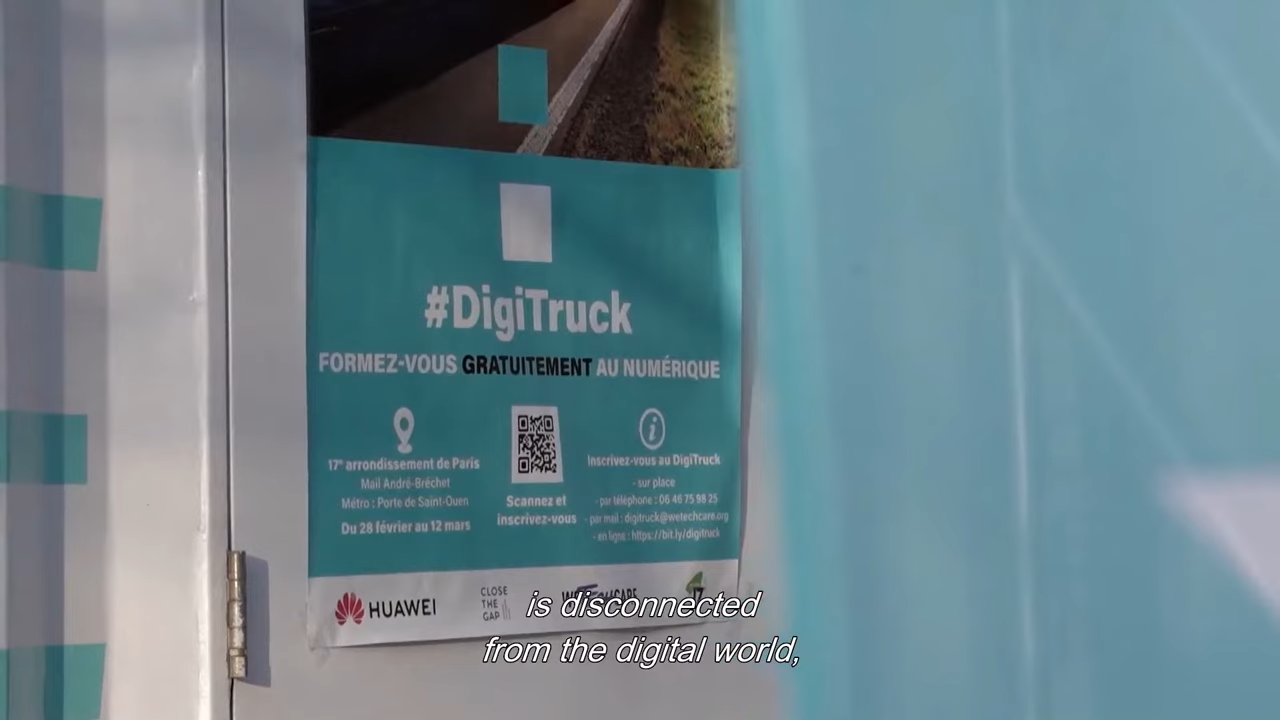 #DigiTruck
FORMEZ-VOUS GRATUITEMENT AU NUMÉRIQUE
17e arrondissement de Paris
Mail André-Bréchet
Métro : Porte de Saint-Ouen
Du 28 février au 12 mars
Scannez et
inscrivez-vous
Inscrivez-vous au DigiTruck
- sur place
- par téléphone : 06 46 75 98 25
- par mail : digitruck@wetechcare.org
- en ligne : https://bit.ly/digitruck
HUAWEI
CLOSE
THE
GAP
WETECHCARE
17
is disconnected
from the digital world,